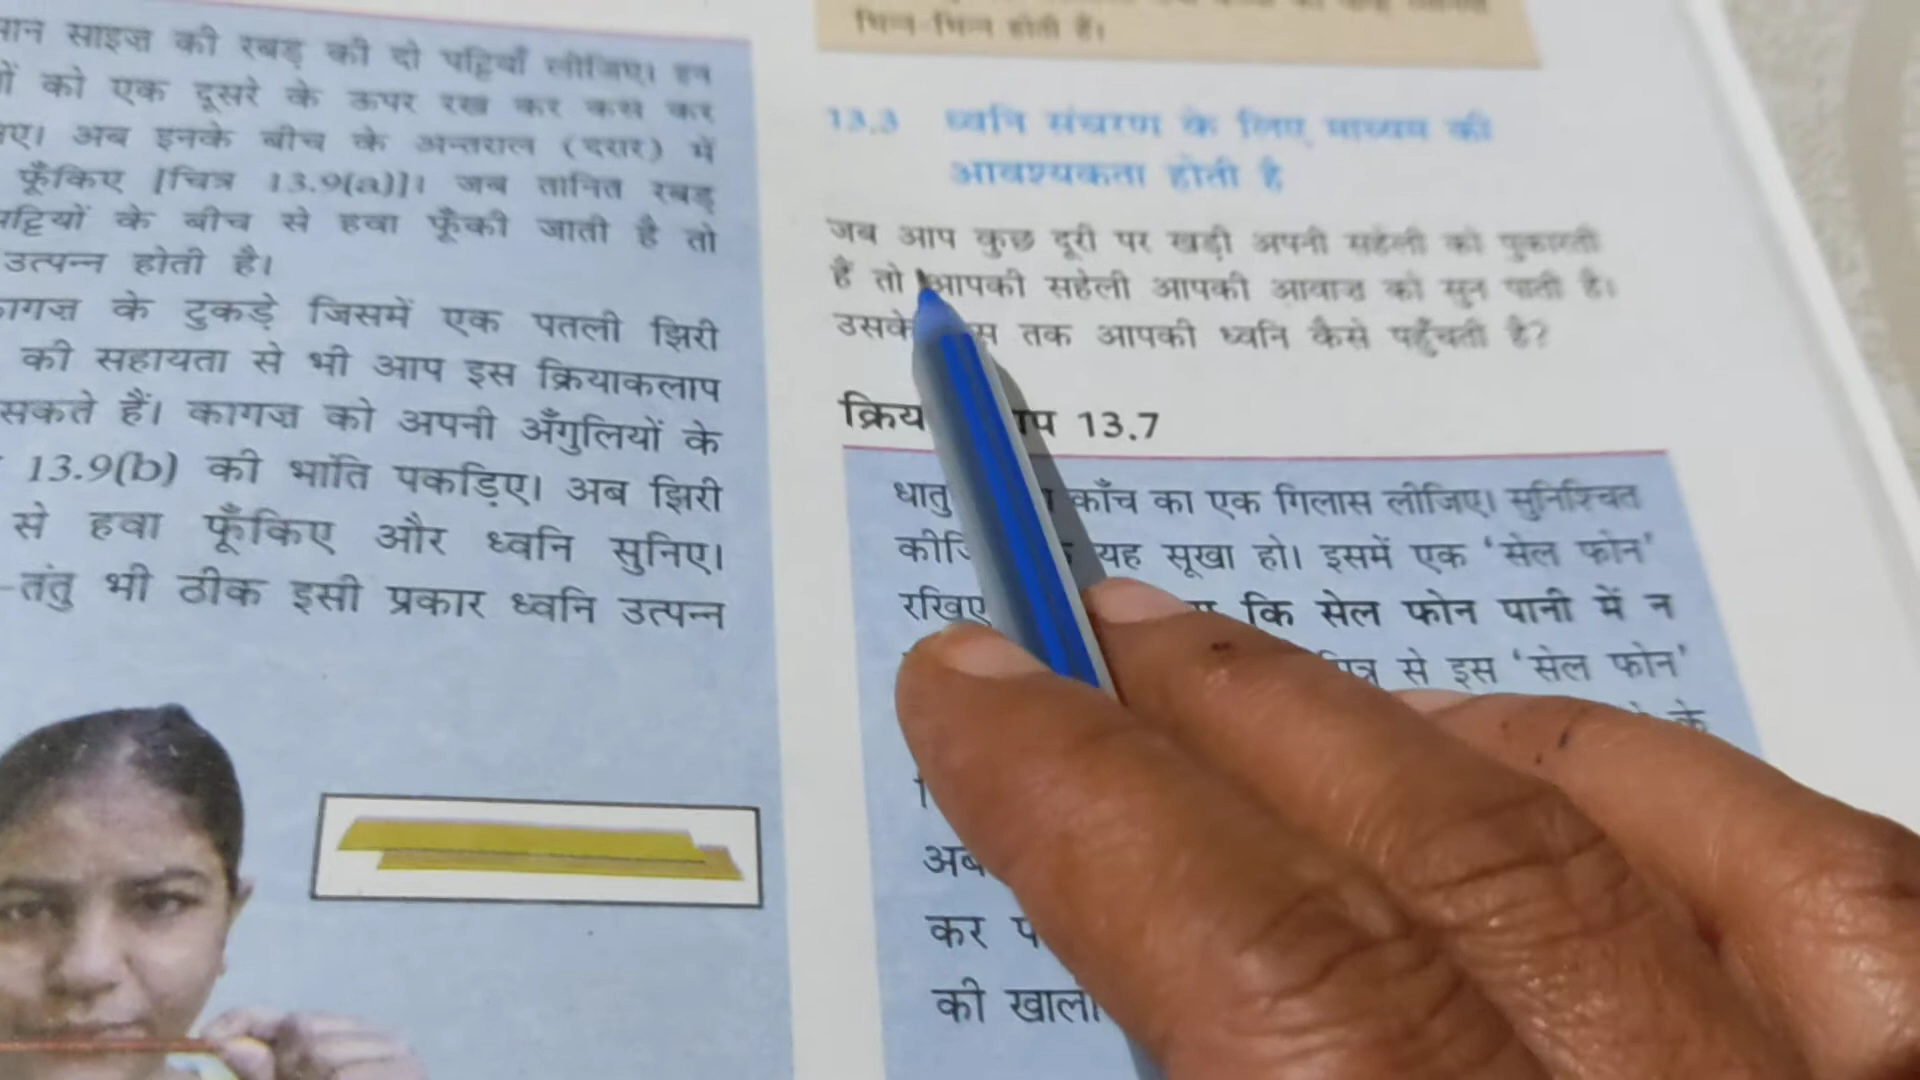 साइज़ की रबड़ की दो पट्टियाँ लीजिए। इन
को एक दूसरे के ऊपर रख कर कस कर
अब इनके बीच के अन्तराल (दरार) में
फूँकिए [चित्र 13.9(a)]। जब तानित रबड़
पट्टियों के बीच से हवा फूँकी जाती है तो
उत्पन्न होती है।
के टुकड़े जिसमें एक पतली झिरी
की सहायता से भी आप इस क्रियाकलाप
सकते हैं। कागज़ को अपनी अँगुलियों के
13.9(b) की भांति पकड़िए। अब झिरी
से हवा फूँकिए और ध्वनि सुनिए।
-तंतु भी ठीक इसी प्रकार ध्वनि उत्पन्न
भिन्न-भिन्न होती हैं।
13.3 ध्वनि संचरण के लिए माध्यम की
आवश्यकता होती है
जब आप कुछ दूरी पर खड़ी अपनी सहेली को पुकारती
हैं तो आपकी सहेली आपकी आवाज़ को सुन पाती है।
उसके तक आपकी ध्वनि कैसे पहुँचती है?
13.7
धातु काँच का एक गिलास लीजिए। सुनिश्चित
यह सूखा हो। इसमें एक 'सेल फोन'
रखिए कि सेल फोन पानी में न
से इस 'सेल फोन'
के
अब
कर
की खाली